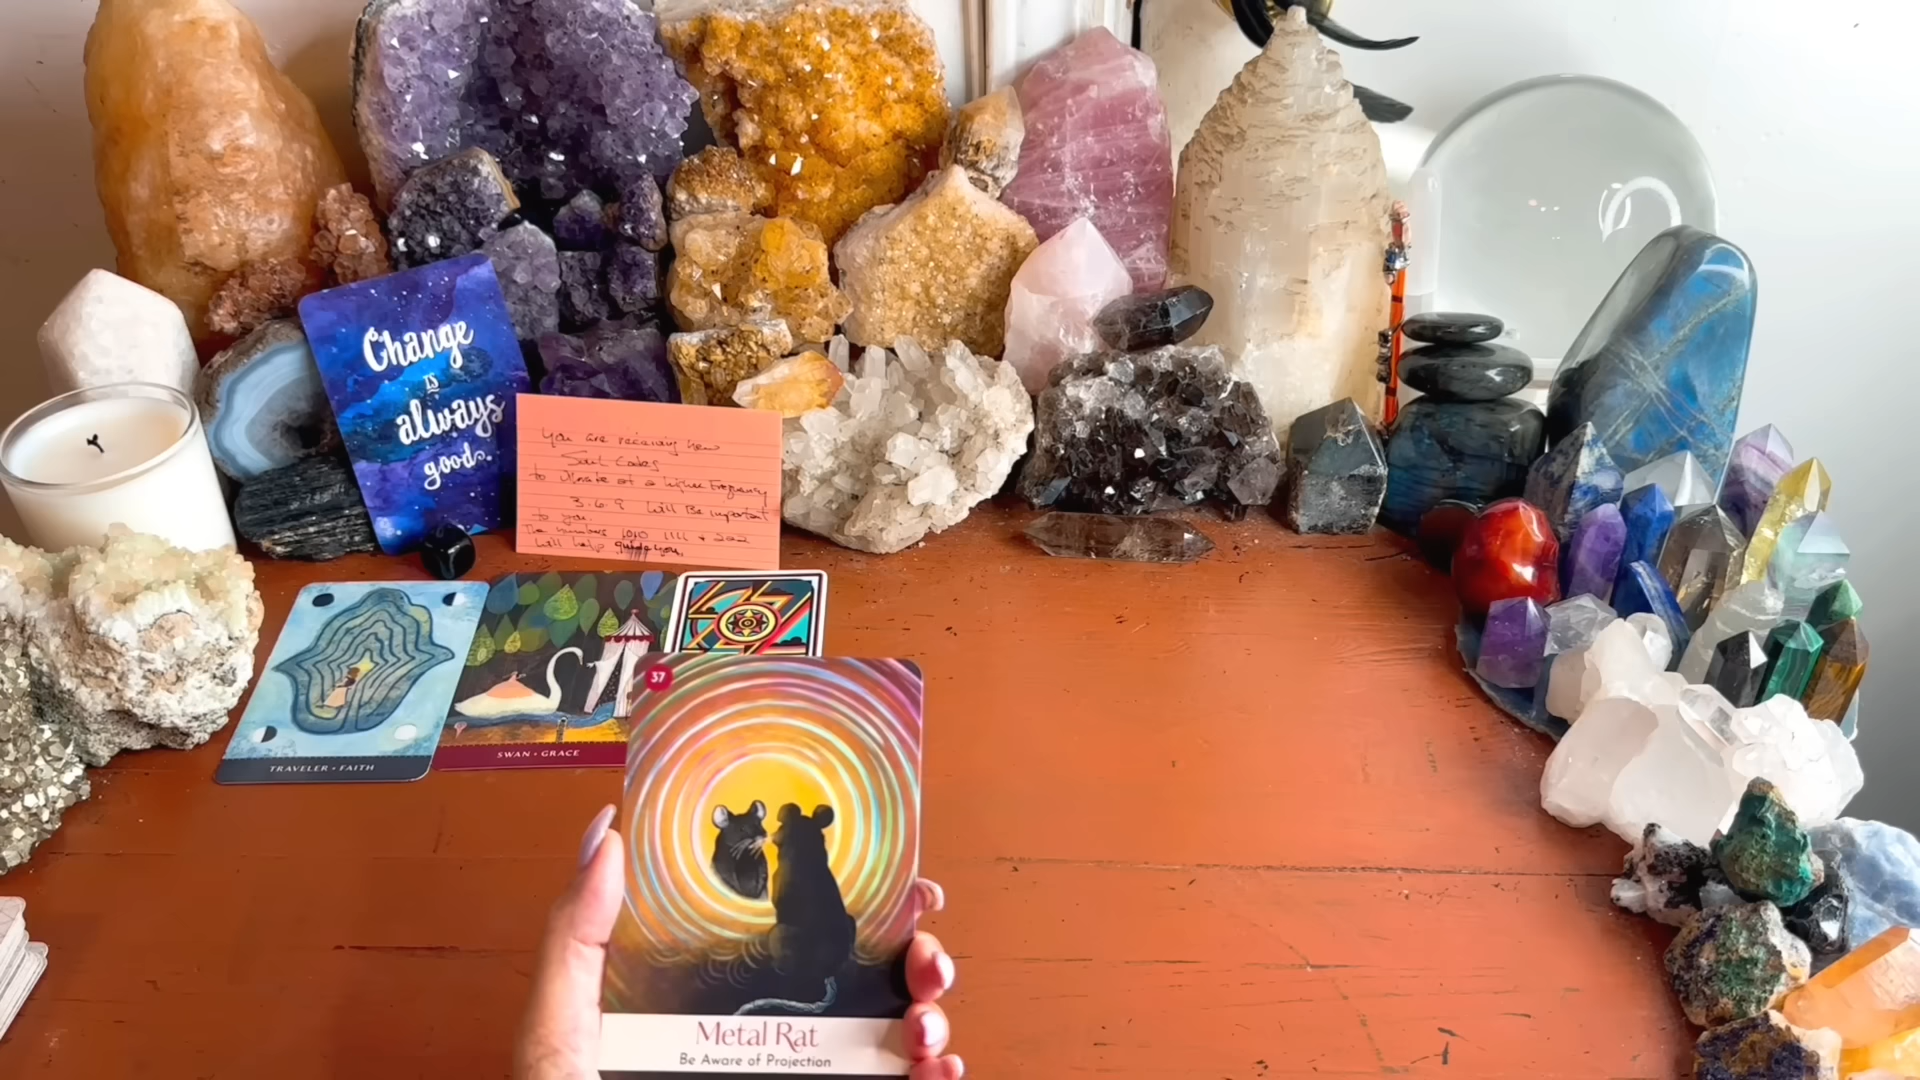 Change
is
always
good.
You are receiving new
Soul Codes
to vibrate at a higher frequency
3.6.9 will Be important
to you.
The numbers 1010 1111 + 222
will help guide you.
TRAVELER • FAITH
SWAN • GRACE
37
Metal Rat
Be Aware of Projection